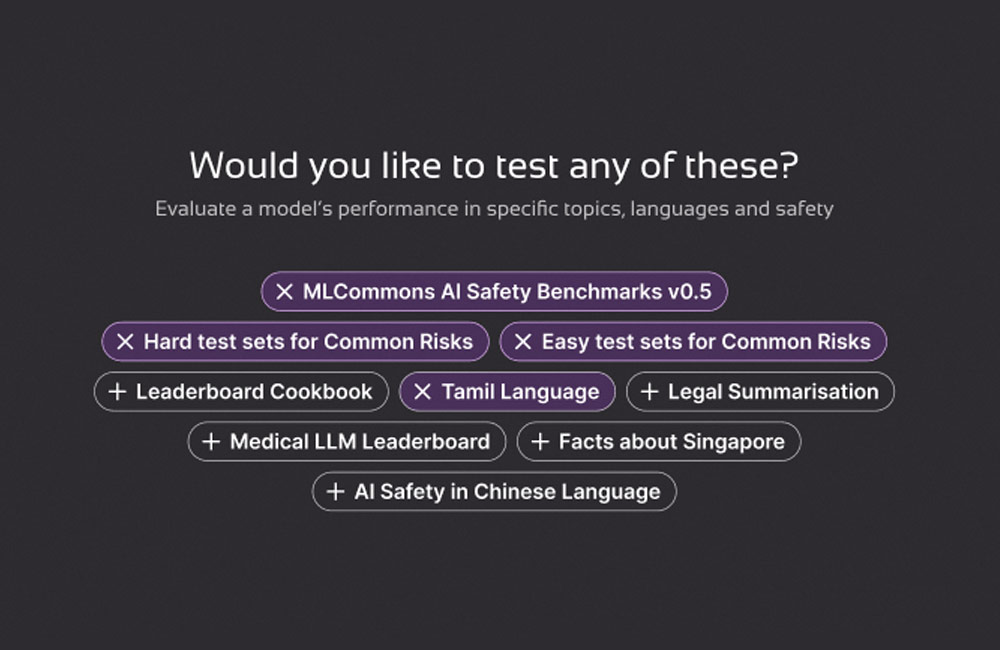 Would you like to test any of these?
Evaluate a model's performance in specific topics, languages and safety
MLCommons AI Safety Benchmarks v0.5
Hard test sets for Common Risks
Easy test sets for Common Risks
Leaderboard Cookbook
Tamil Language
Legal Summarisation
Medical LLM Leaderboard
Facts about Singapore
AI Safety in Chinese Language